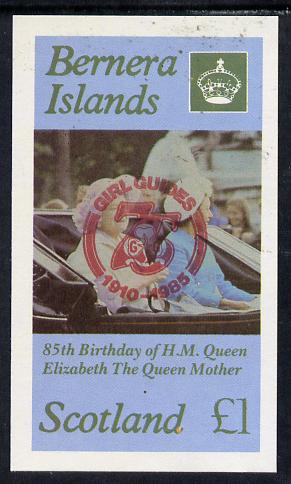 Bernera
Islands
GIRL GUIDES
75
1910-1985
85th Birthday of H.M. Queen
Elizabeth The Queen Mother
Scotland £1